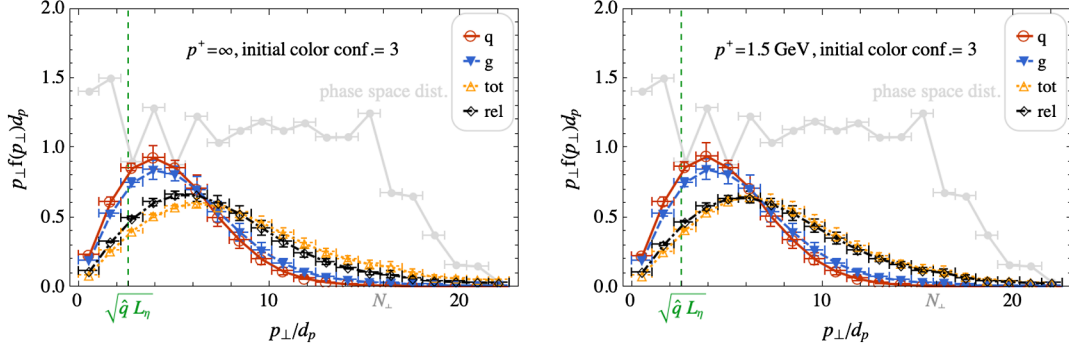 2.0
1.5
1.0
0.5
0.0
p⊥f(p⊥)dp
p⁺=∞, initial color conf.= 3
phase space dist.
q
g
tot
rel
0
10
20
√q̂ Lη
N⊥
p⊥/dp
2.0
1.5
1.0
0.5
0.0
p⊥f(p⊥)dp
p⁺=1.5 GeV, initial color conf.= 3
phase space dist.
q
g
tot
rel
0
10
20
√q̂ Lη
N⊥
p⊥/dp